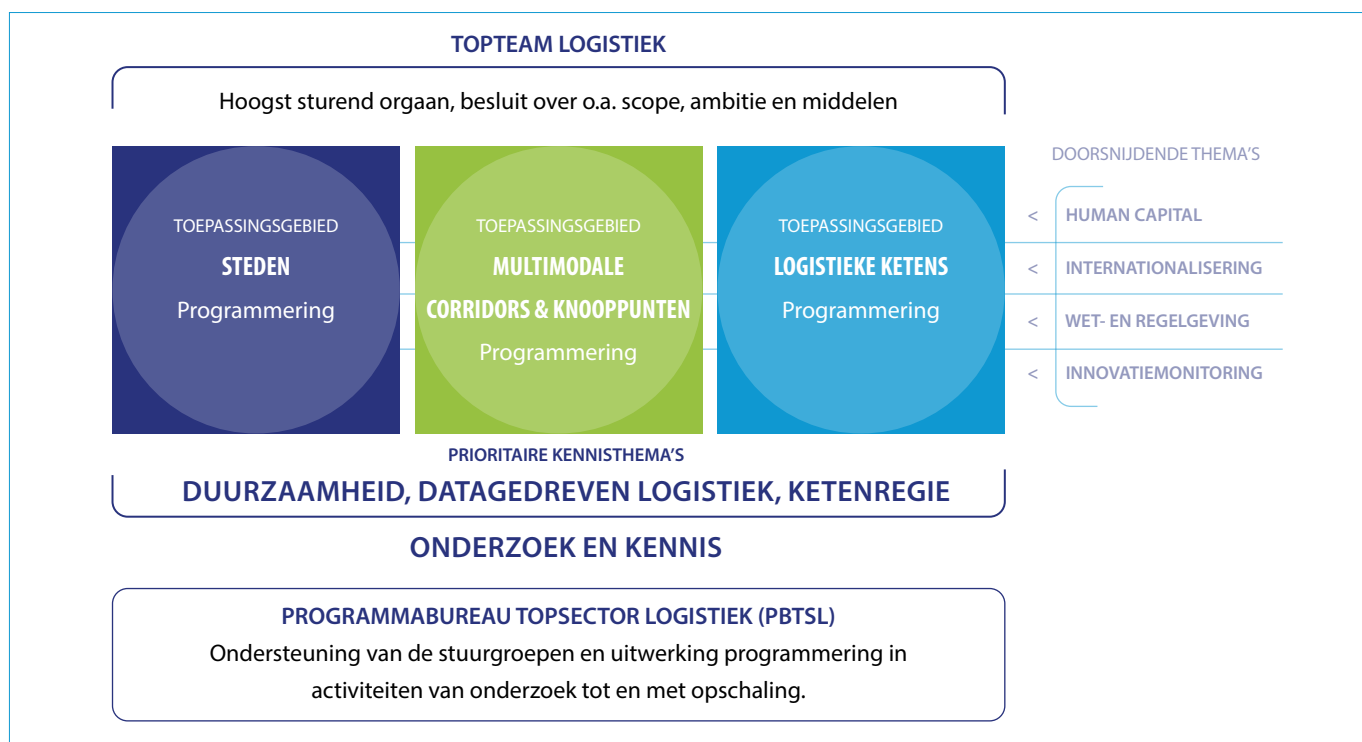 TOPTEAM LOGISTIEK
Hoogst sturend orgaan, besluit over o.a. scope, ambitie en middelen
TOEPASSINGSGEBIED
STEDEN
Programmering
TOEPASSINGSGEBIED
MULTIMODALE
CORRIDORS & KNOOPPUNTEN
Programmering
TOEPASSINGSGEBIED
LOGISTIEKE KETENS
Programmering
DOORSNIJDENDE THEMA'S
< HUMAN CAPITAL
< INTERNATIONALISERING
< WET- EN REGELGEVING
< INNOVATIEMONITORING
PRIORITAIRE KENNISTHEMA'S
DUURZAAMHEID, DATAGEDREVEN LOGISTIEK, KETENREGIE
ONDERZOEK EN KENNIS
PROGRAMMABUREAU TOPSECTOR LOGISTIEK (PBTSL)
Ondersteuning van de stuurgroepen en uitwerking programmering in
activiteiten van onderzoek tot en met opschaling.